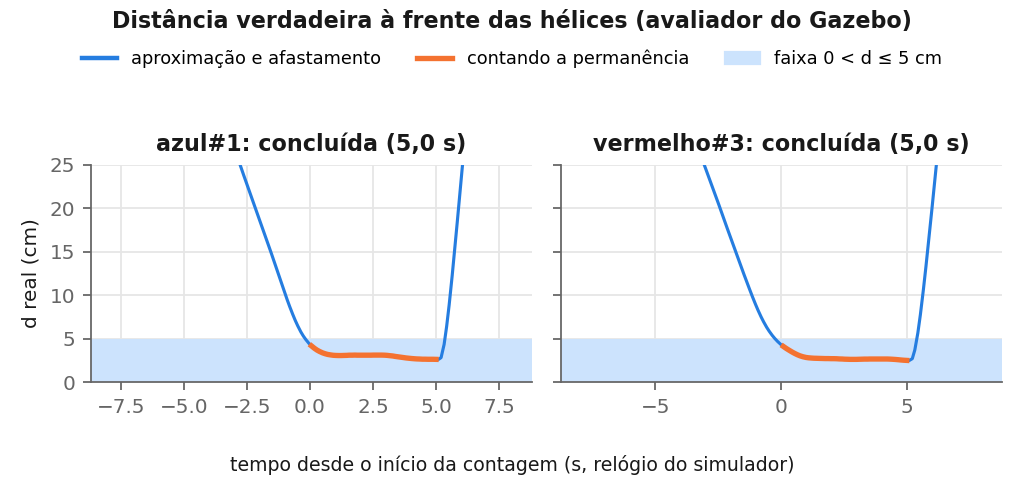 Distância verdadeira à frente das hélices (avaliador do Gazebo)
aproximação e afastamento contando a permanência faixa 0 < d ≤ 5 cm
azul#1: concluída (5,0 s) vermelho#3: concluída (5,0 s)
d real (cm)
25
20
15
10
5
0
−7.5 −5.0 −2.5 0.0 2.5 5.0 7.5 −5 0 5
tempo desde o início da contagem (s, relógio do simulador)